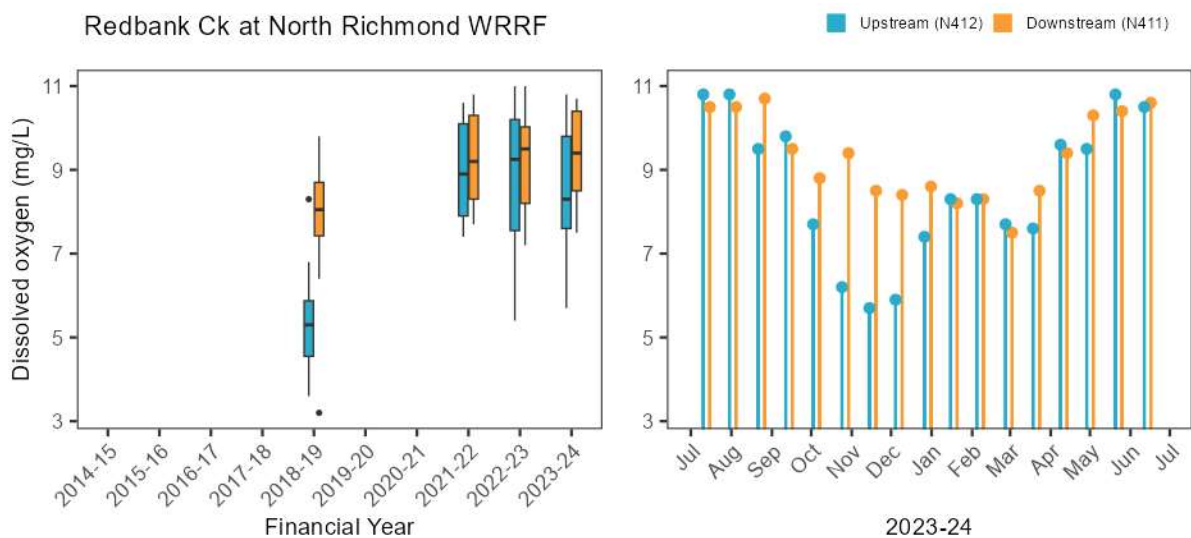 Redbank Ck at North Richmond WRRF
Upstream (N412) Downstream (N411)
Dissolved oxygen (mg/L)
11
9
7
5
3
2014-15
2015-16
2016-17
2017-18
2018-19
2019-20
2020-21
2021-22
2022-23
2023-24
Financial Year
11
9
7
5
3
Jul
Aug
Sep
Oct
Nov
Dec
Jan
Feb
Mar
Apr
May
Jun
Jul
2023-24